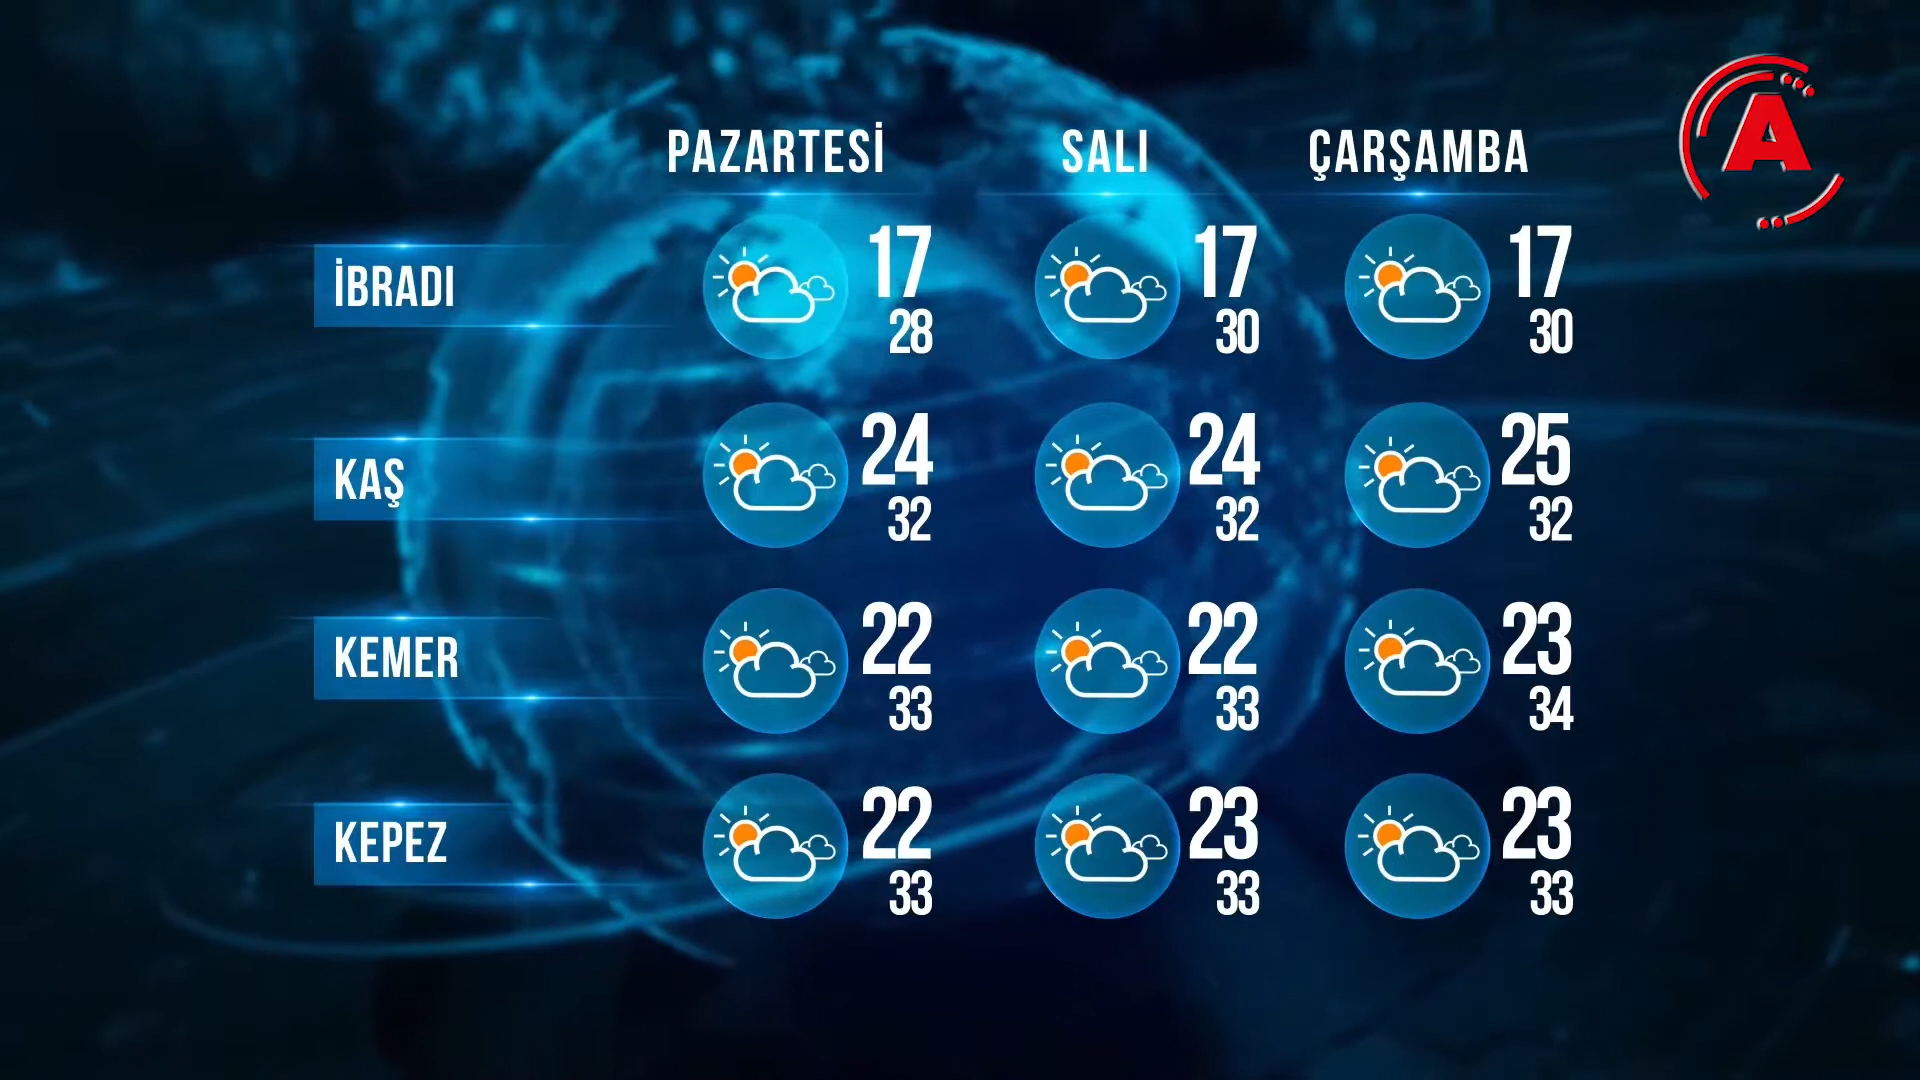 PAZARTESİ SALI ÇARŞAMBA
A
İBRADI 17 28 17 30 17 30
KAŞ 24 32 24 32 25 32
KEMER 22 33 22 33 23 34
KEPEZ 22 33 23 33 23 33